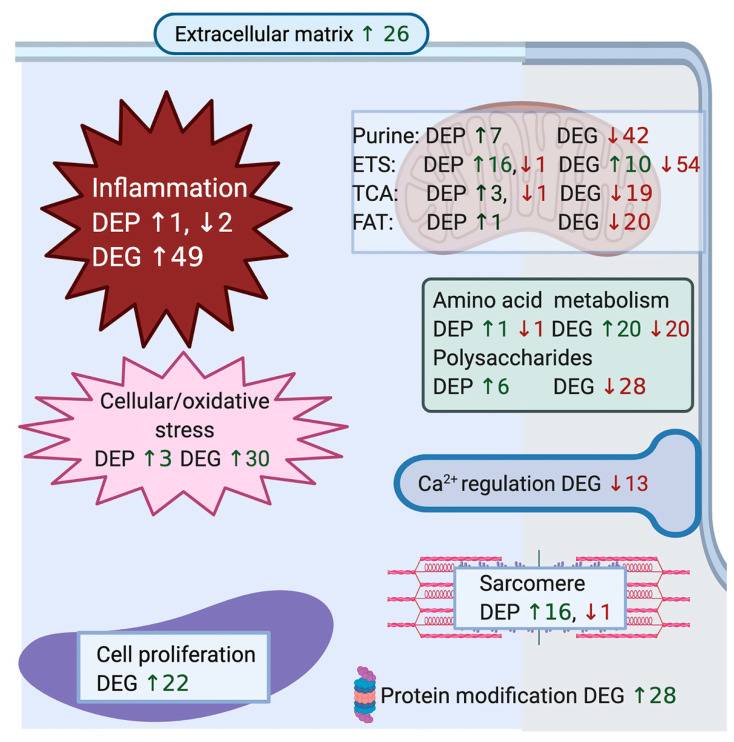 Extracellular matrix ↑ 26
Inflammation
DEP ↑1, ↓2
DEG ↑49
Purine: DEP ↑7 DEG ↓42
ETS: DEP ↑16,↓1 DEG ↑10 ↓54
TCA: DEP ↑3, ↓1 DEG ↓19
FAT: DEP ↑1 DEG ↓20
Amino acid metabolism
DEP ↑1 ↓1 DEG ↑20 ↓20
Polysaccharides
DEP ↑6 DEG ↓28
Cellular/oxidative
stress
DEP ↑3 DEG ↑30
Ca²⁺ regulation DEG ↓13
Sarcomere
DEP ↑16, ↓1
Cell proliferation
DEG ↑22
Protein modification DEG ↑28